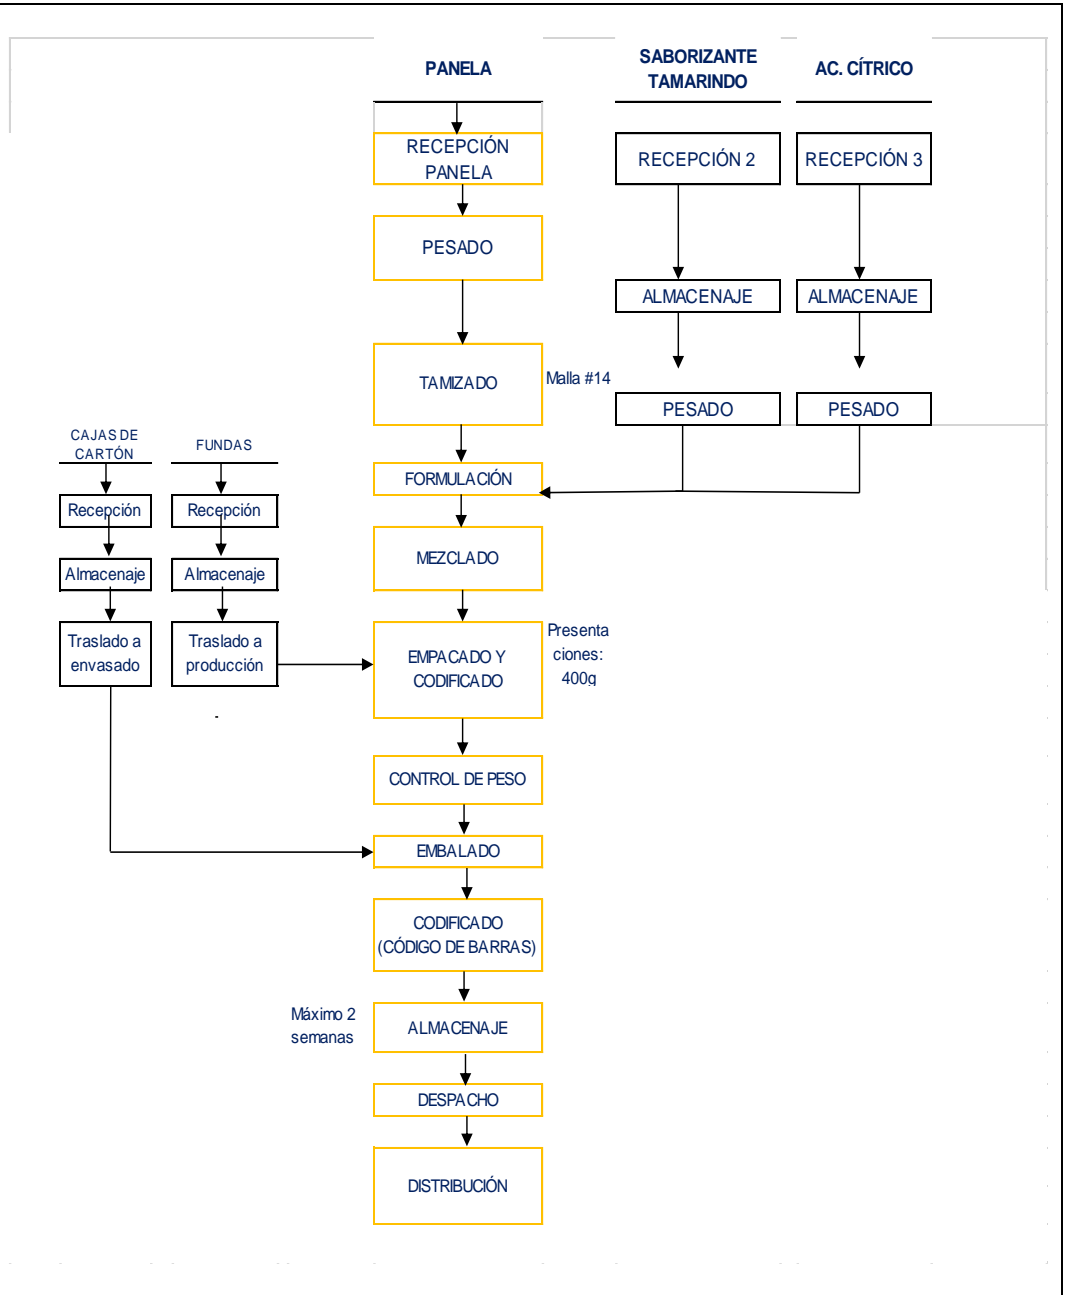 PANELA
SABORIZANTE
TAMARINDO
AC. CÍTRICO
RECEPCIÓN
PANELA
RECEPCIÓN 2
RECEPCIÓN 3
PESADO
ALMACENAJE
ALMACENAJE
TAMIZADO
Malla #14
PESADO
PESADO
CAJAS DE
CARTÓN
FUNDAS
FORMULACIÓN
Recepción
Recepción
MEZCLADO
Almacenaje
Almacenaje
Traslado a
envasado
Traslado a
producción
EMPACADO Y
CODIFICADO
Presenta
ciones:
400g
CONTROL DE PESO
EMBALADO
CODIFICADO
(CÓDIGO DE BARRAS)
Máximo 2
semanas
ALMACENAJE
DESPACHO
DISTRIBUCIÓN